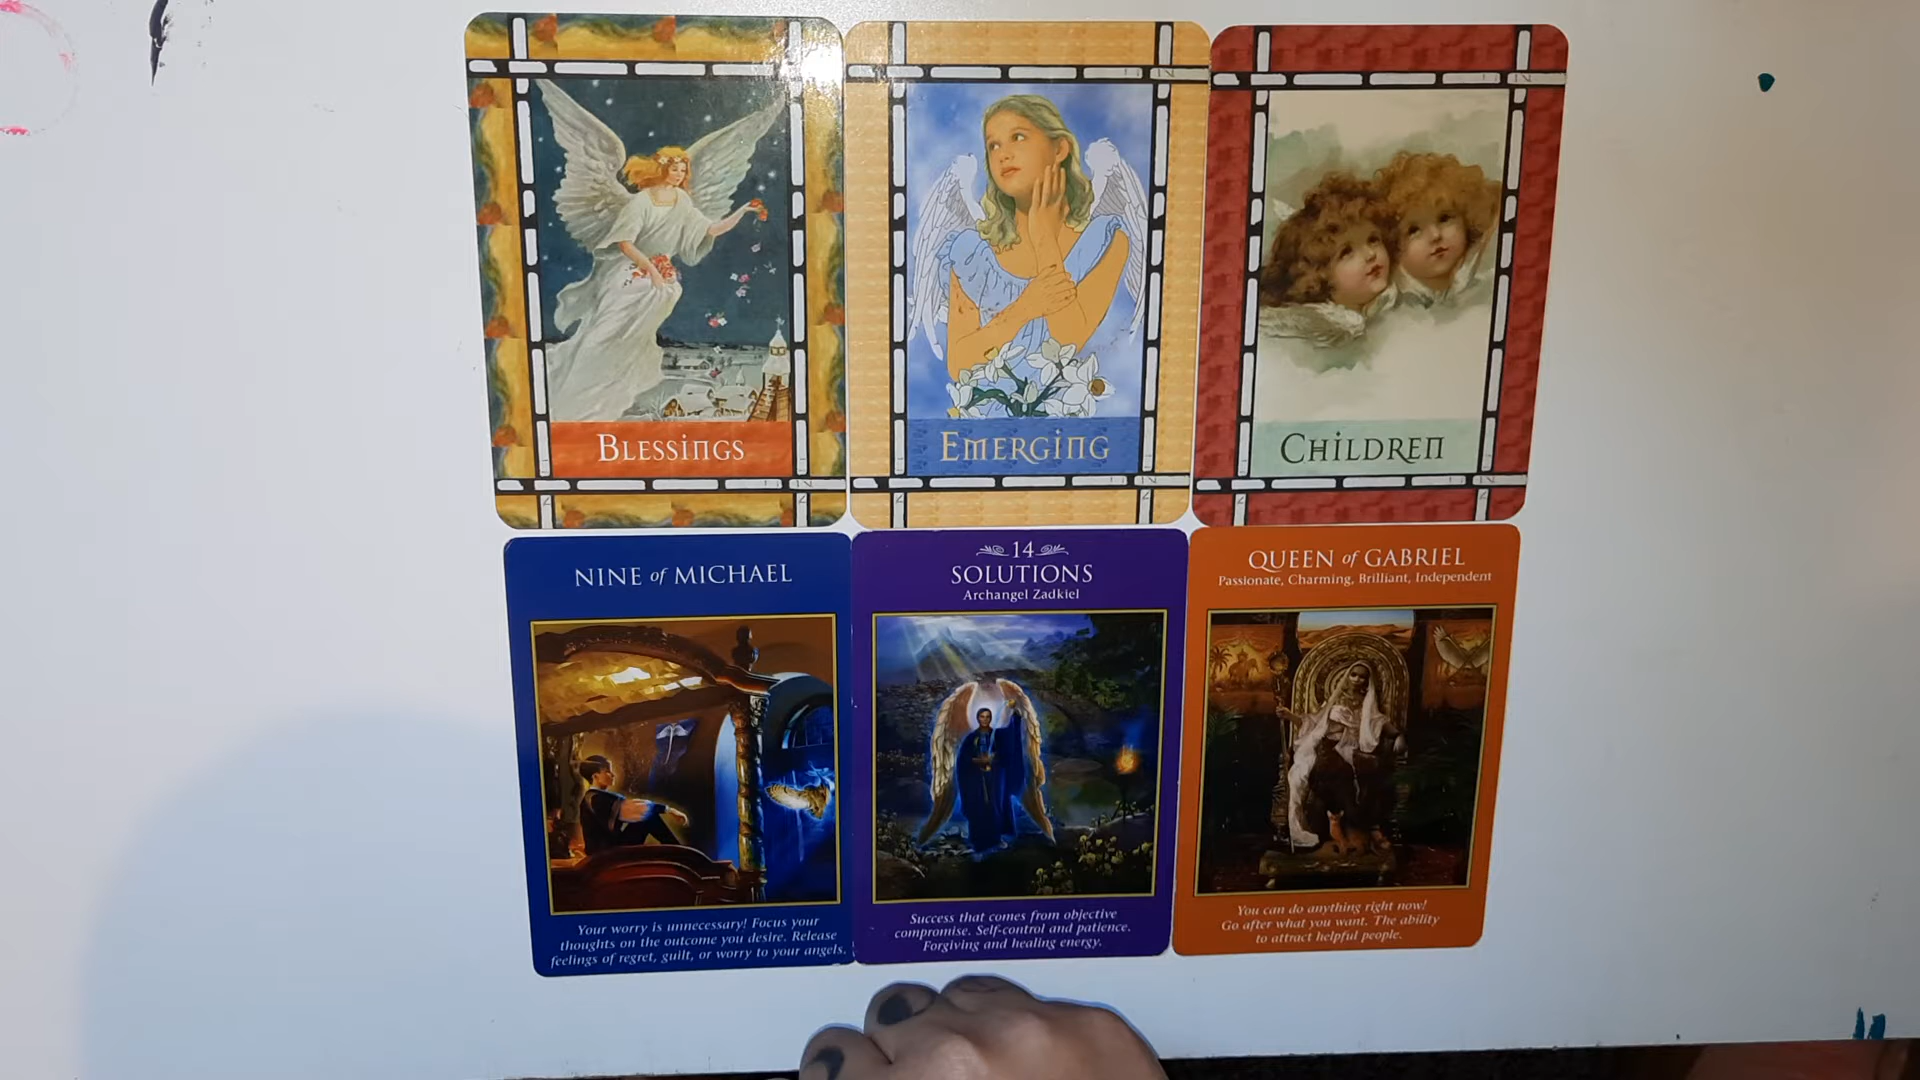 BLESSINGS
EMERGING
CHILDREN
NINE of MICHAEL
Your worry is unnecessary! Focus your
thoughts on the outcome you desire. Release
feelings of regret, guilt, or worry to your angels.
14
SOLUTIONS
Archangel Zadkiel
Success that comes from objective
compromise. Self-control and patience.
Forgiving and healing energy.
QUEEN of GABRIEL
Passionate, Charming, Brilliant, Independent
You can do anything right now!
Go after what you want. The ability
to attract helpful people.